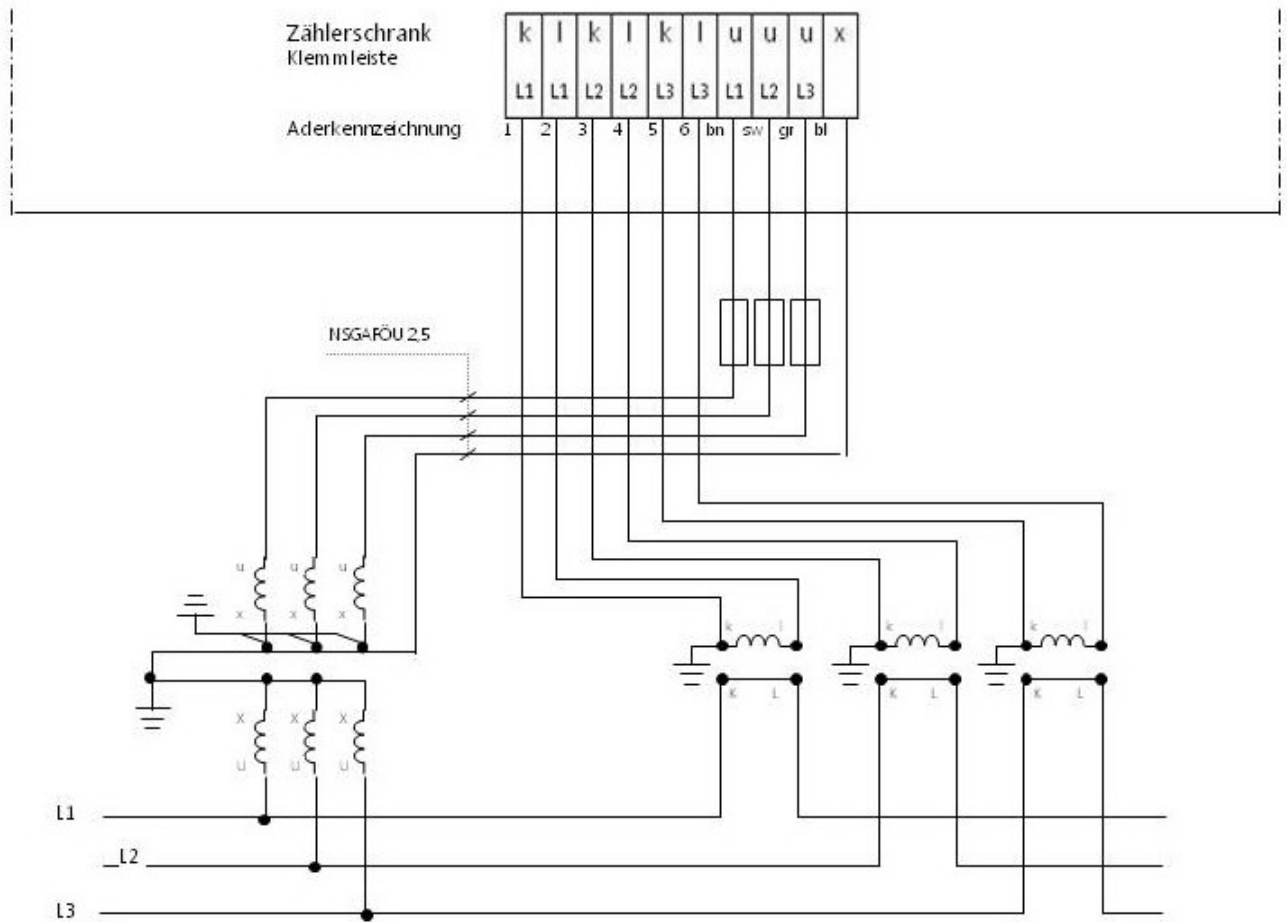 Zählerschrank
Klemmleiste
k l k l k l u u u x
L1 L1 L2 L2 L3 L3 L1 L2 L3
Aderkennzeichnung 1 2 3 4 5 6 bn sw gr bl
NSGAFÖU 2,5
u u u
x x x
k l k l k l
K L K L K L
x x x
U U U
L1
L2
L3